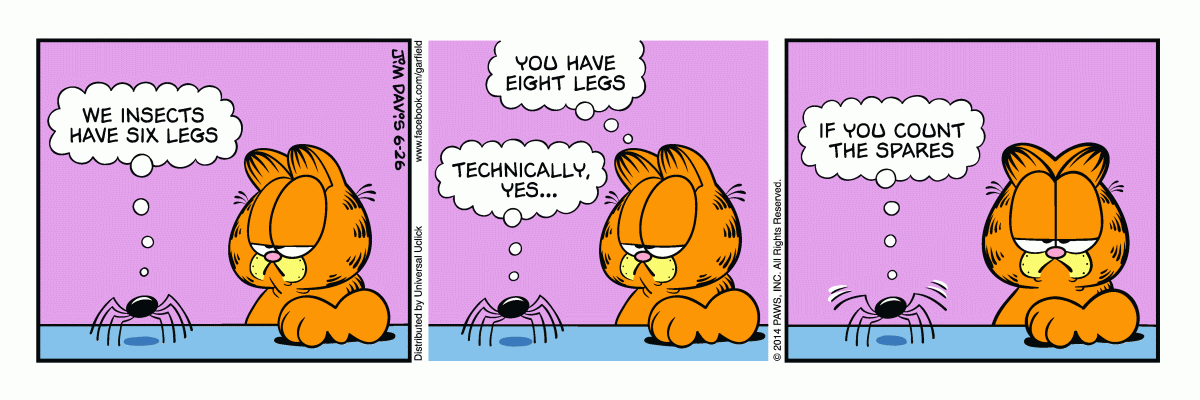 WE INSECTS
HAVE SIX LEGS
JIM DAVIS 6-26
www.facebook.com/garfield
Distributed by Universal Uclick
YOU HAVE
EIGHT LEGS
TECHNICALLY,
YES...
© 2014 PAWS, INC. All Rights Reserved.
IF YOU COUNT
THE SPARES